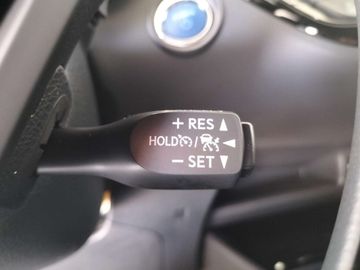 + RES ▲
HOLD / ◄
− SET ▼